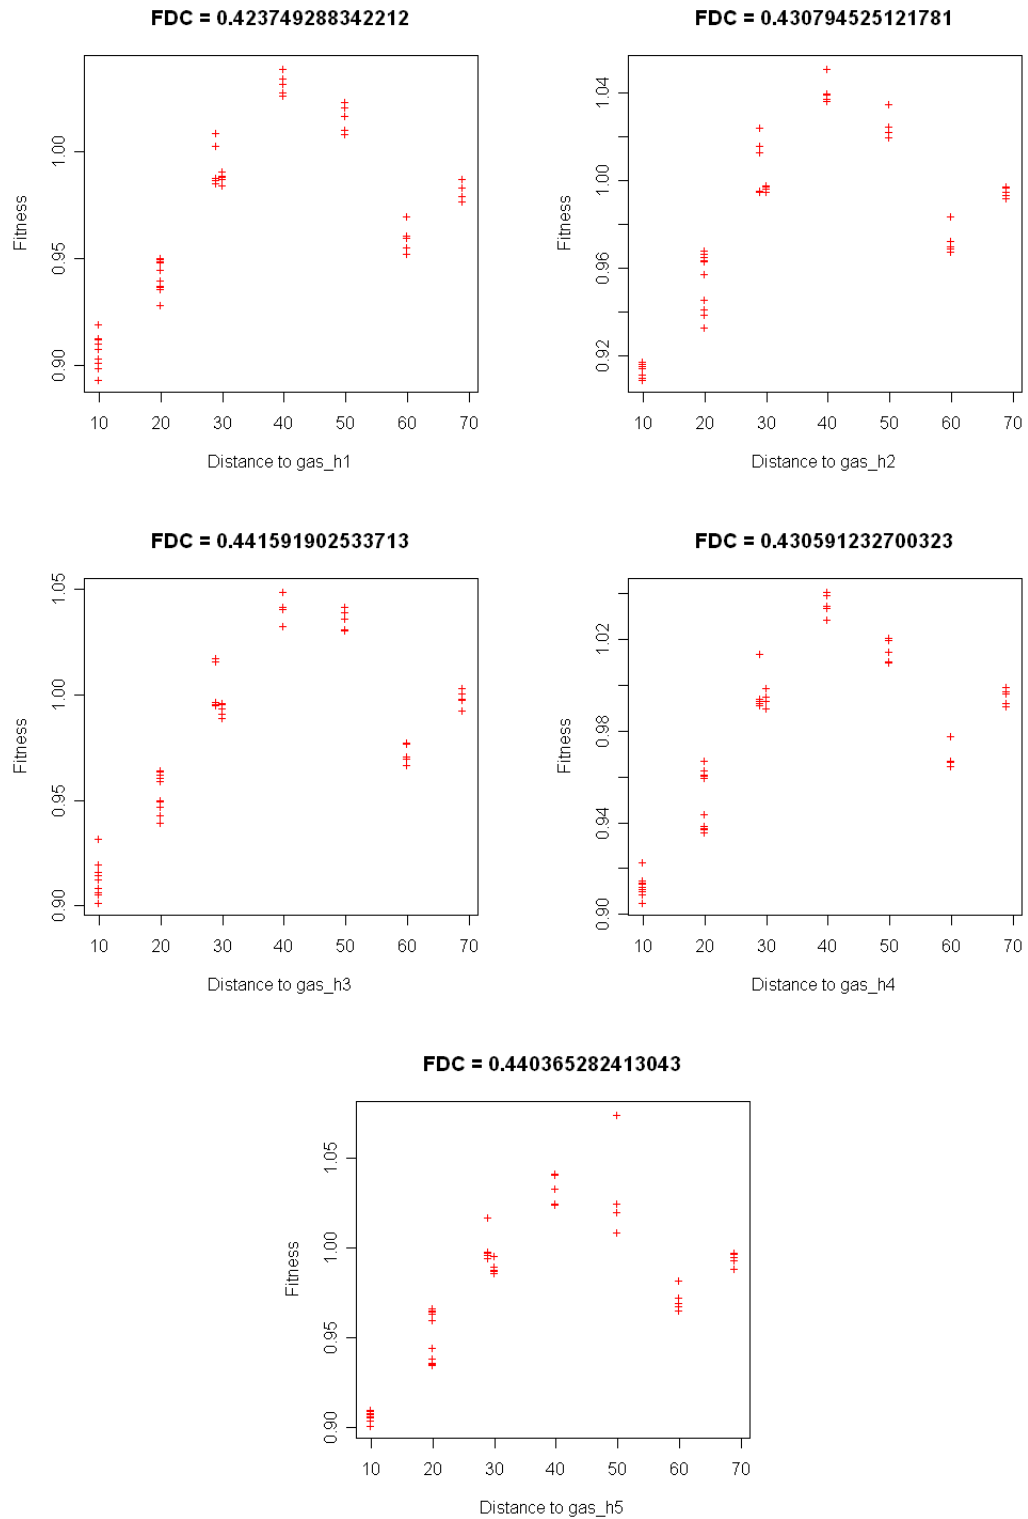 FDC = 0.423749288342212
Fitness
1.00
0.95
0.90
10 20 30 40 50 60 70
Distance to gas_h1
FDC = 0.430794525121781
Fitness
1.04
1.00
0.96
0.92
10 20 30 40 50 60 70
Distance to gas_h2
FDC = 0.441591902533713
Fitness
1.05
1.00
0.95
0.90
10 20 30 40 50 60 70
Distance to gas_h3
FDC = 0.430591232700323
Fitness
1.02
0.98
0.94
0.90
10 20 30 40 50 60 70
Distance to gas_h4
FDC = 0.440365282413043
Fitness
1.05
1.00
0.95
0.90
10 20 30 40 50 60 70
Distance to gas_h5